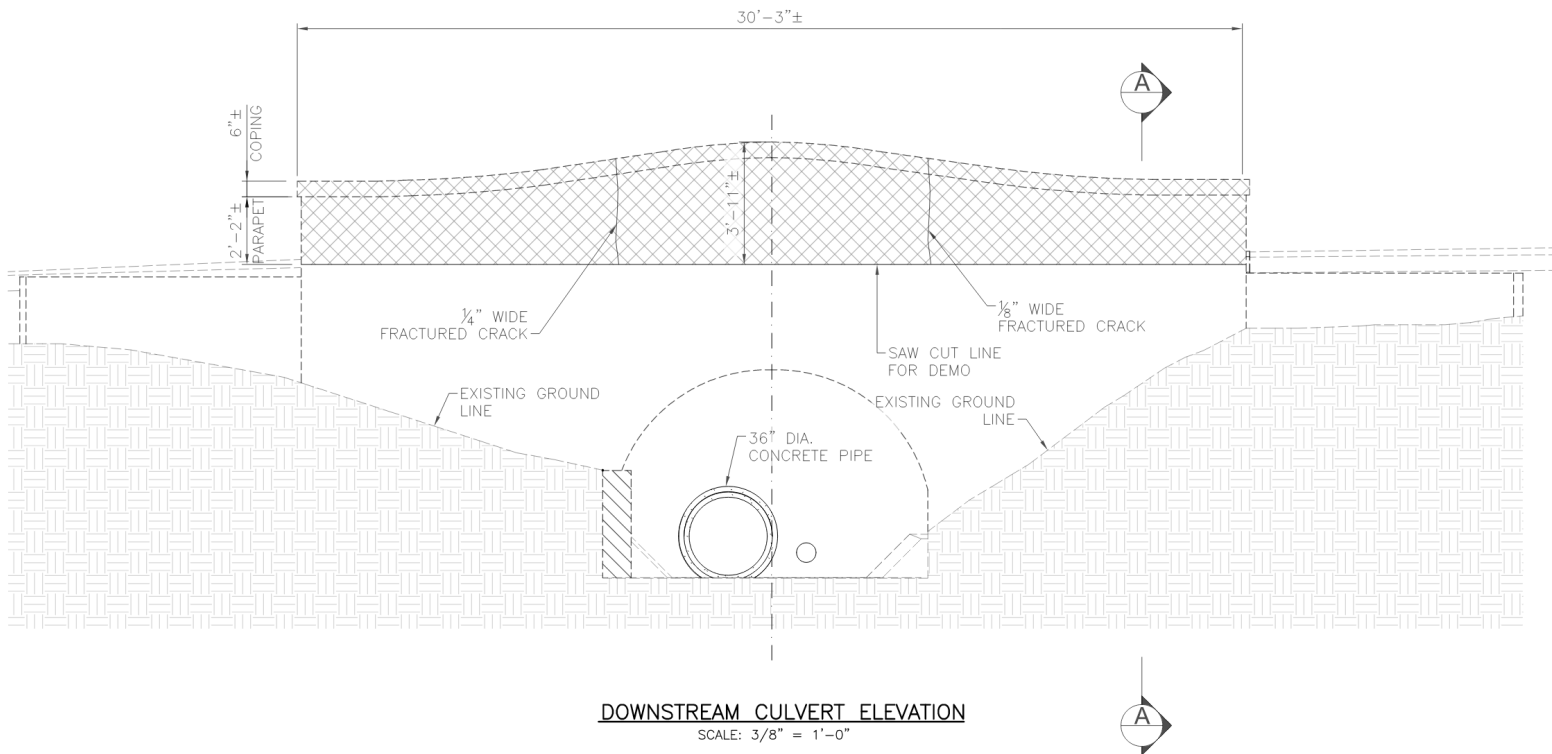 30'-3"±
A
6"±
COPING
2'-2"±
PARAPET
3'-11"±
¼" WIDE
FRACTURED CRACK
⅛" WIDE
FRACTURED CRACK
SAW CUT LINE
FOR DEMO
EXISTING GROUND
LINE
EXISTING GROUND
LINE
36" DIA.
CONCRETE PIPE
A
DOWNSTREAM CULVERT ELEVATION
SCALE: 3/8" = 1'-0"